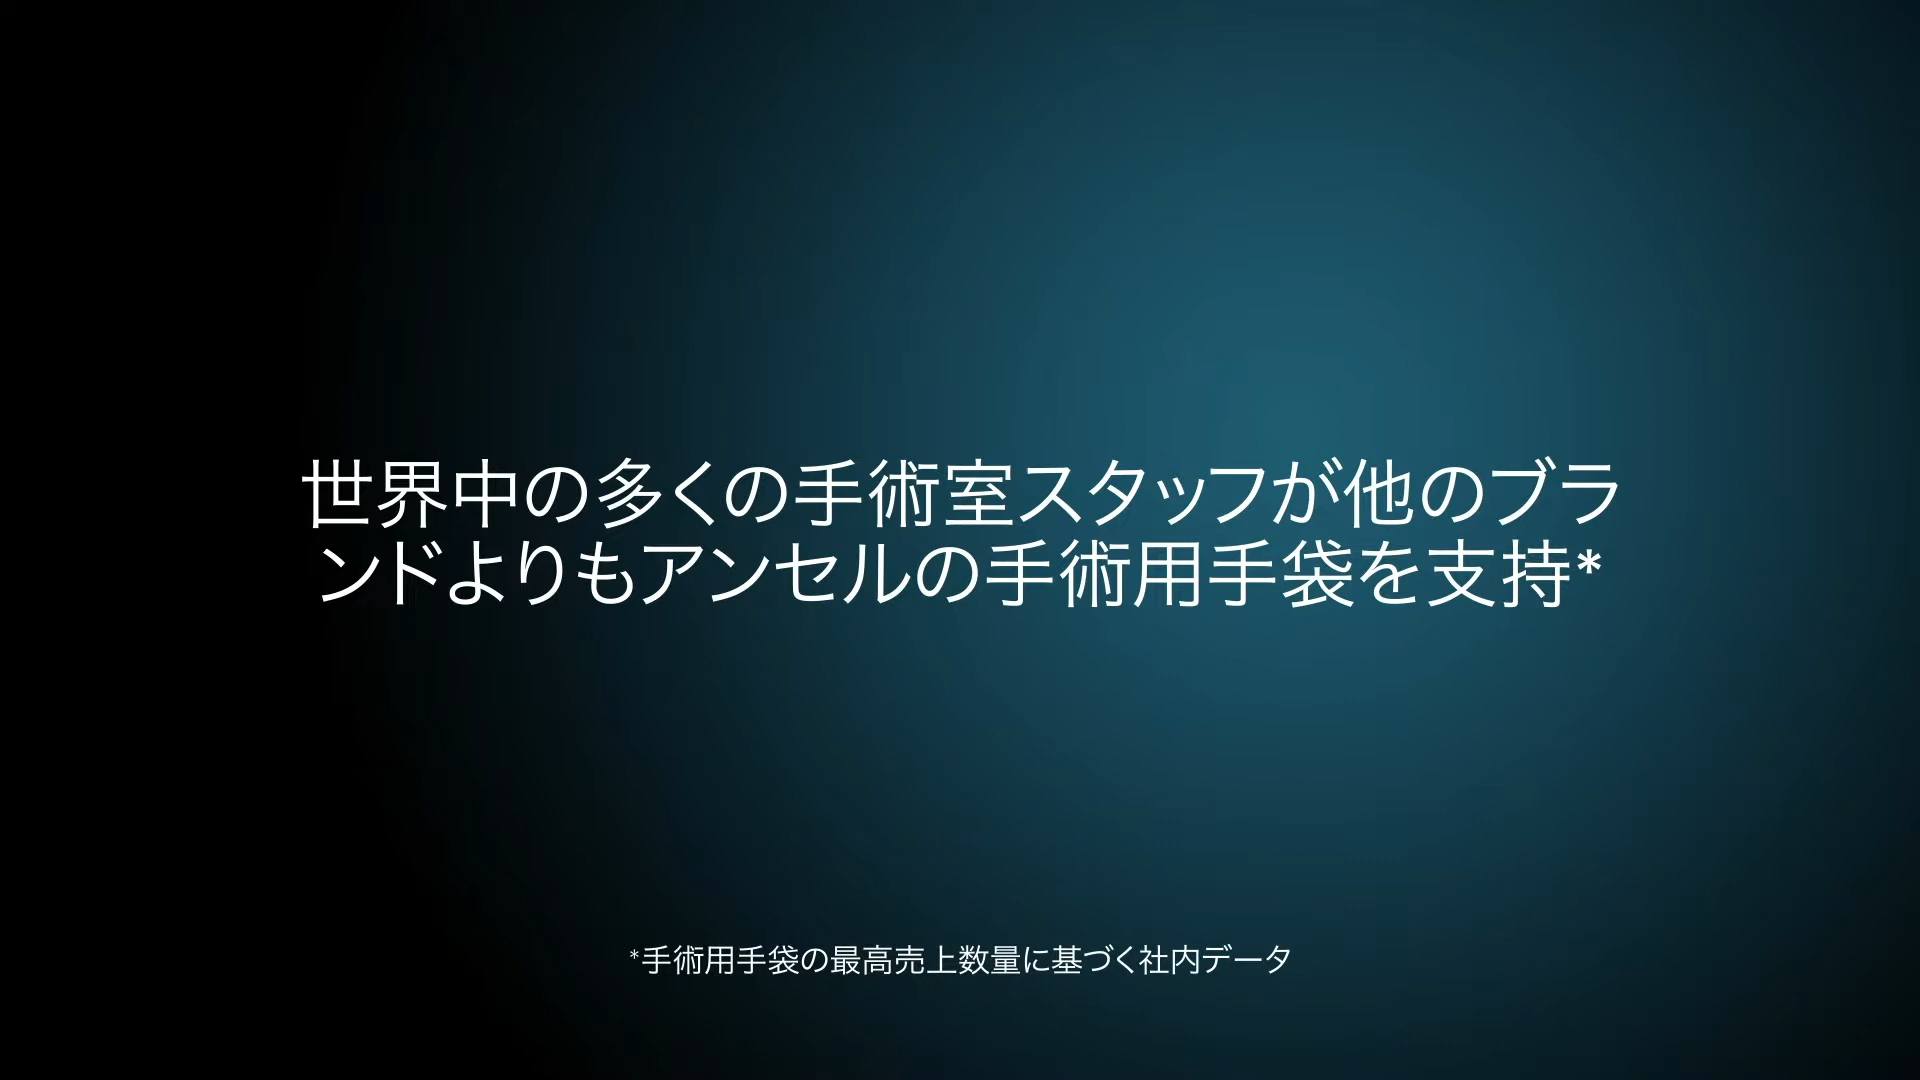 世界中の多くの手術室スタッフが他のブラ
ンドよりもアンセルの手術用手袋を支持*
*手術用手袋の最高売上数量に基づく社内データ